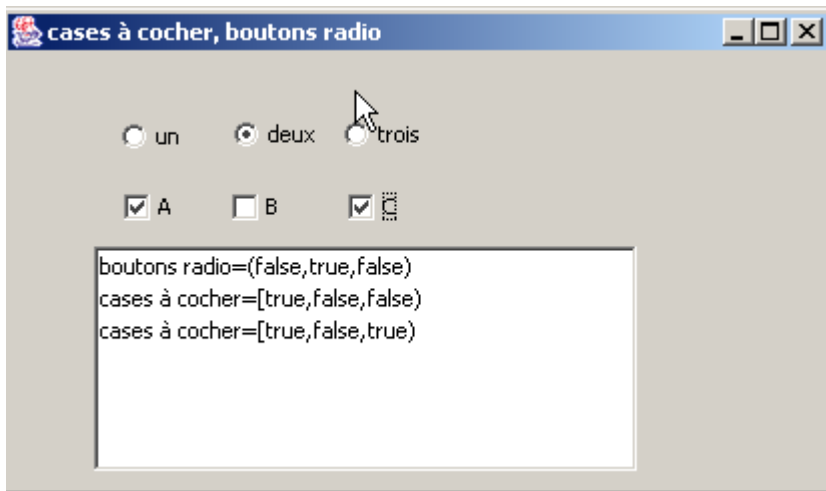 cases à cocher, boutons radio
un deux trois
A B C
boutons radio=(false,true,false)
cases à cocher=[true,false,false)
cases à cocher=[true,false,true)